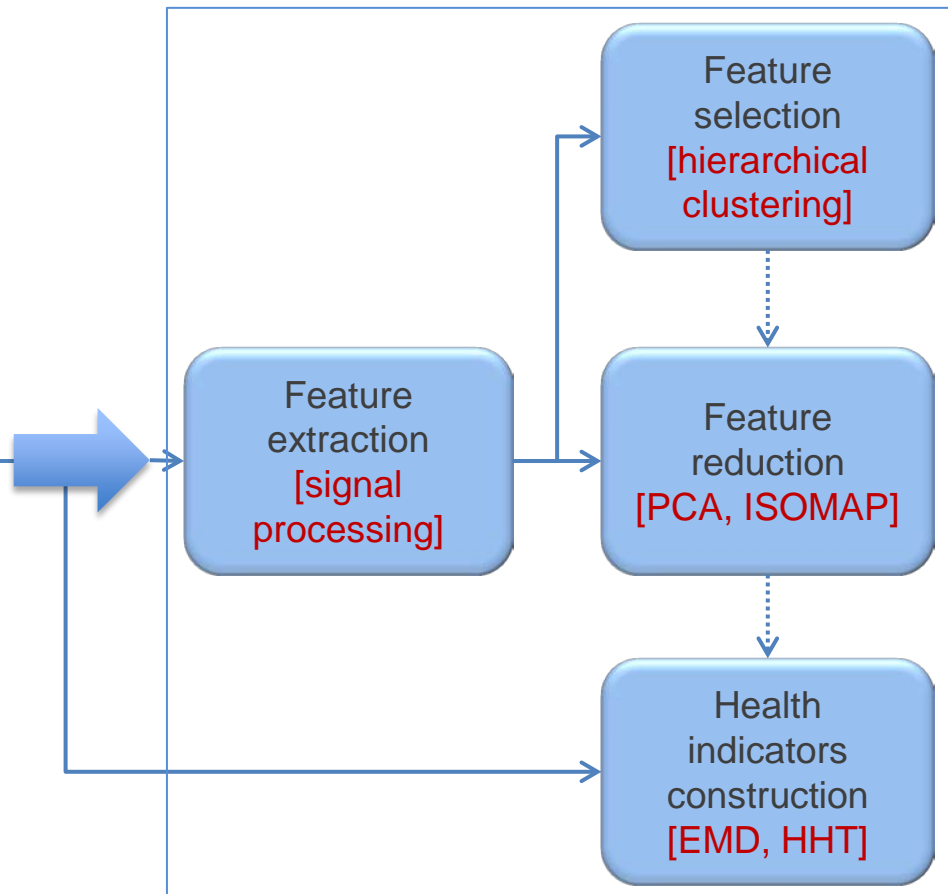 Feature
selection
[hierarchical
clustering]
Feature
extraction
[signal
processing]
Feature
reduction
[PCA, ISOMAP]
Health
indicators
construction
[EMD, HHT]